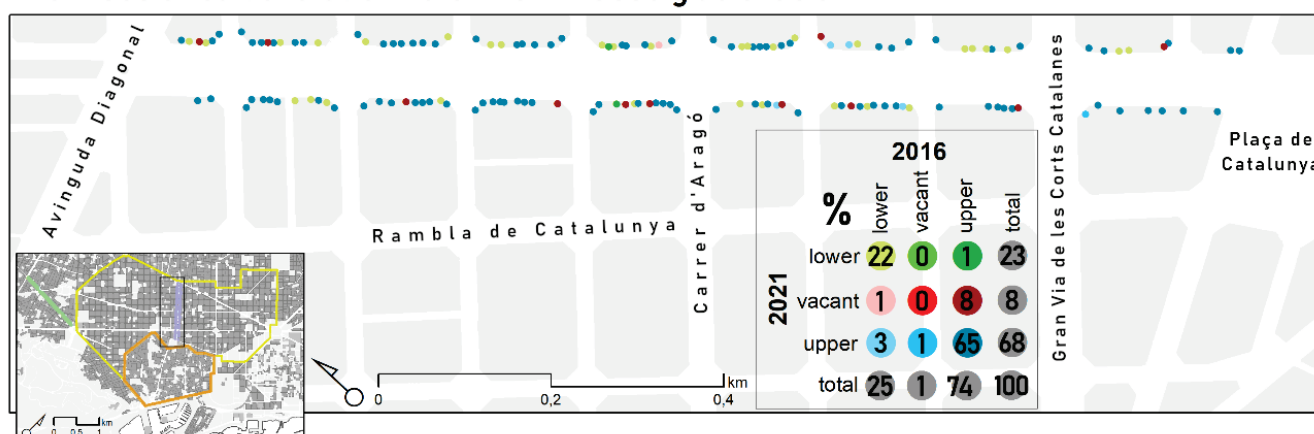 Avinguda Diagonal
Rambla de Catalunya
Carrer d'Aragó
Gran Via de les Corts Catalanes
Plaça de
Catalunya
2016
% lower vacant upper total
2021
lower 22 0 1 23
vacant 1 0 8 8
upper 3 1 65 68
total 25 1 74 100
km
0 0,2 0,4
km
0 0.5 1